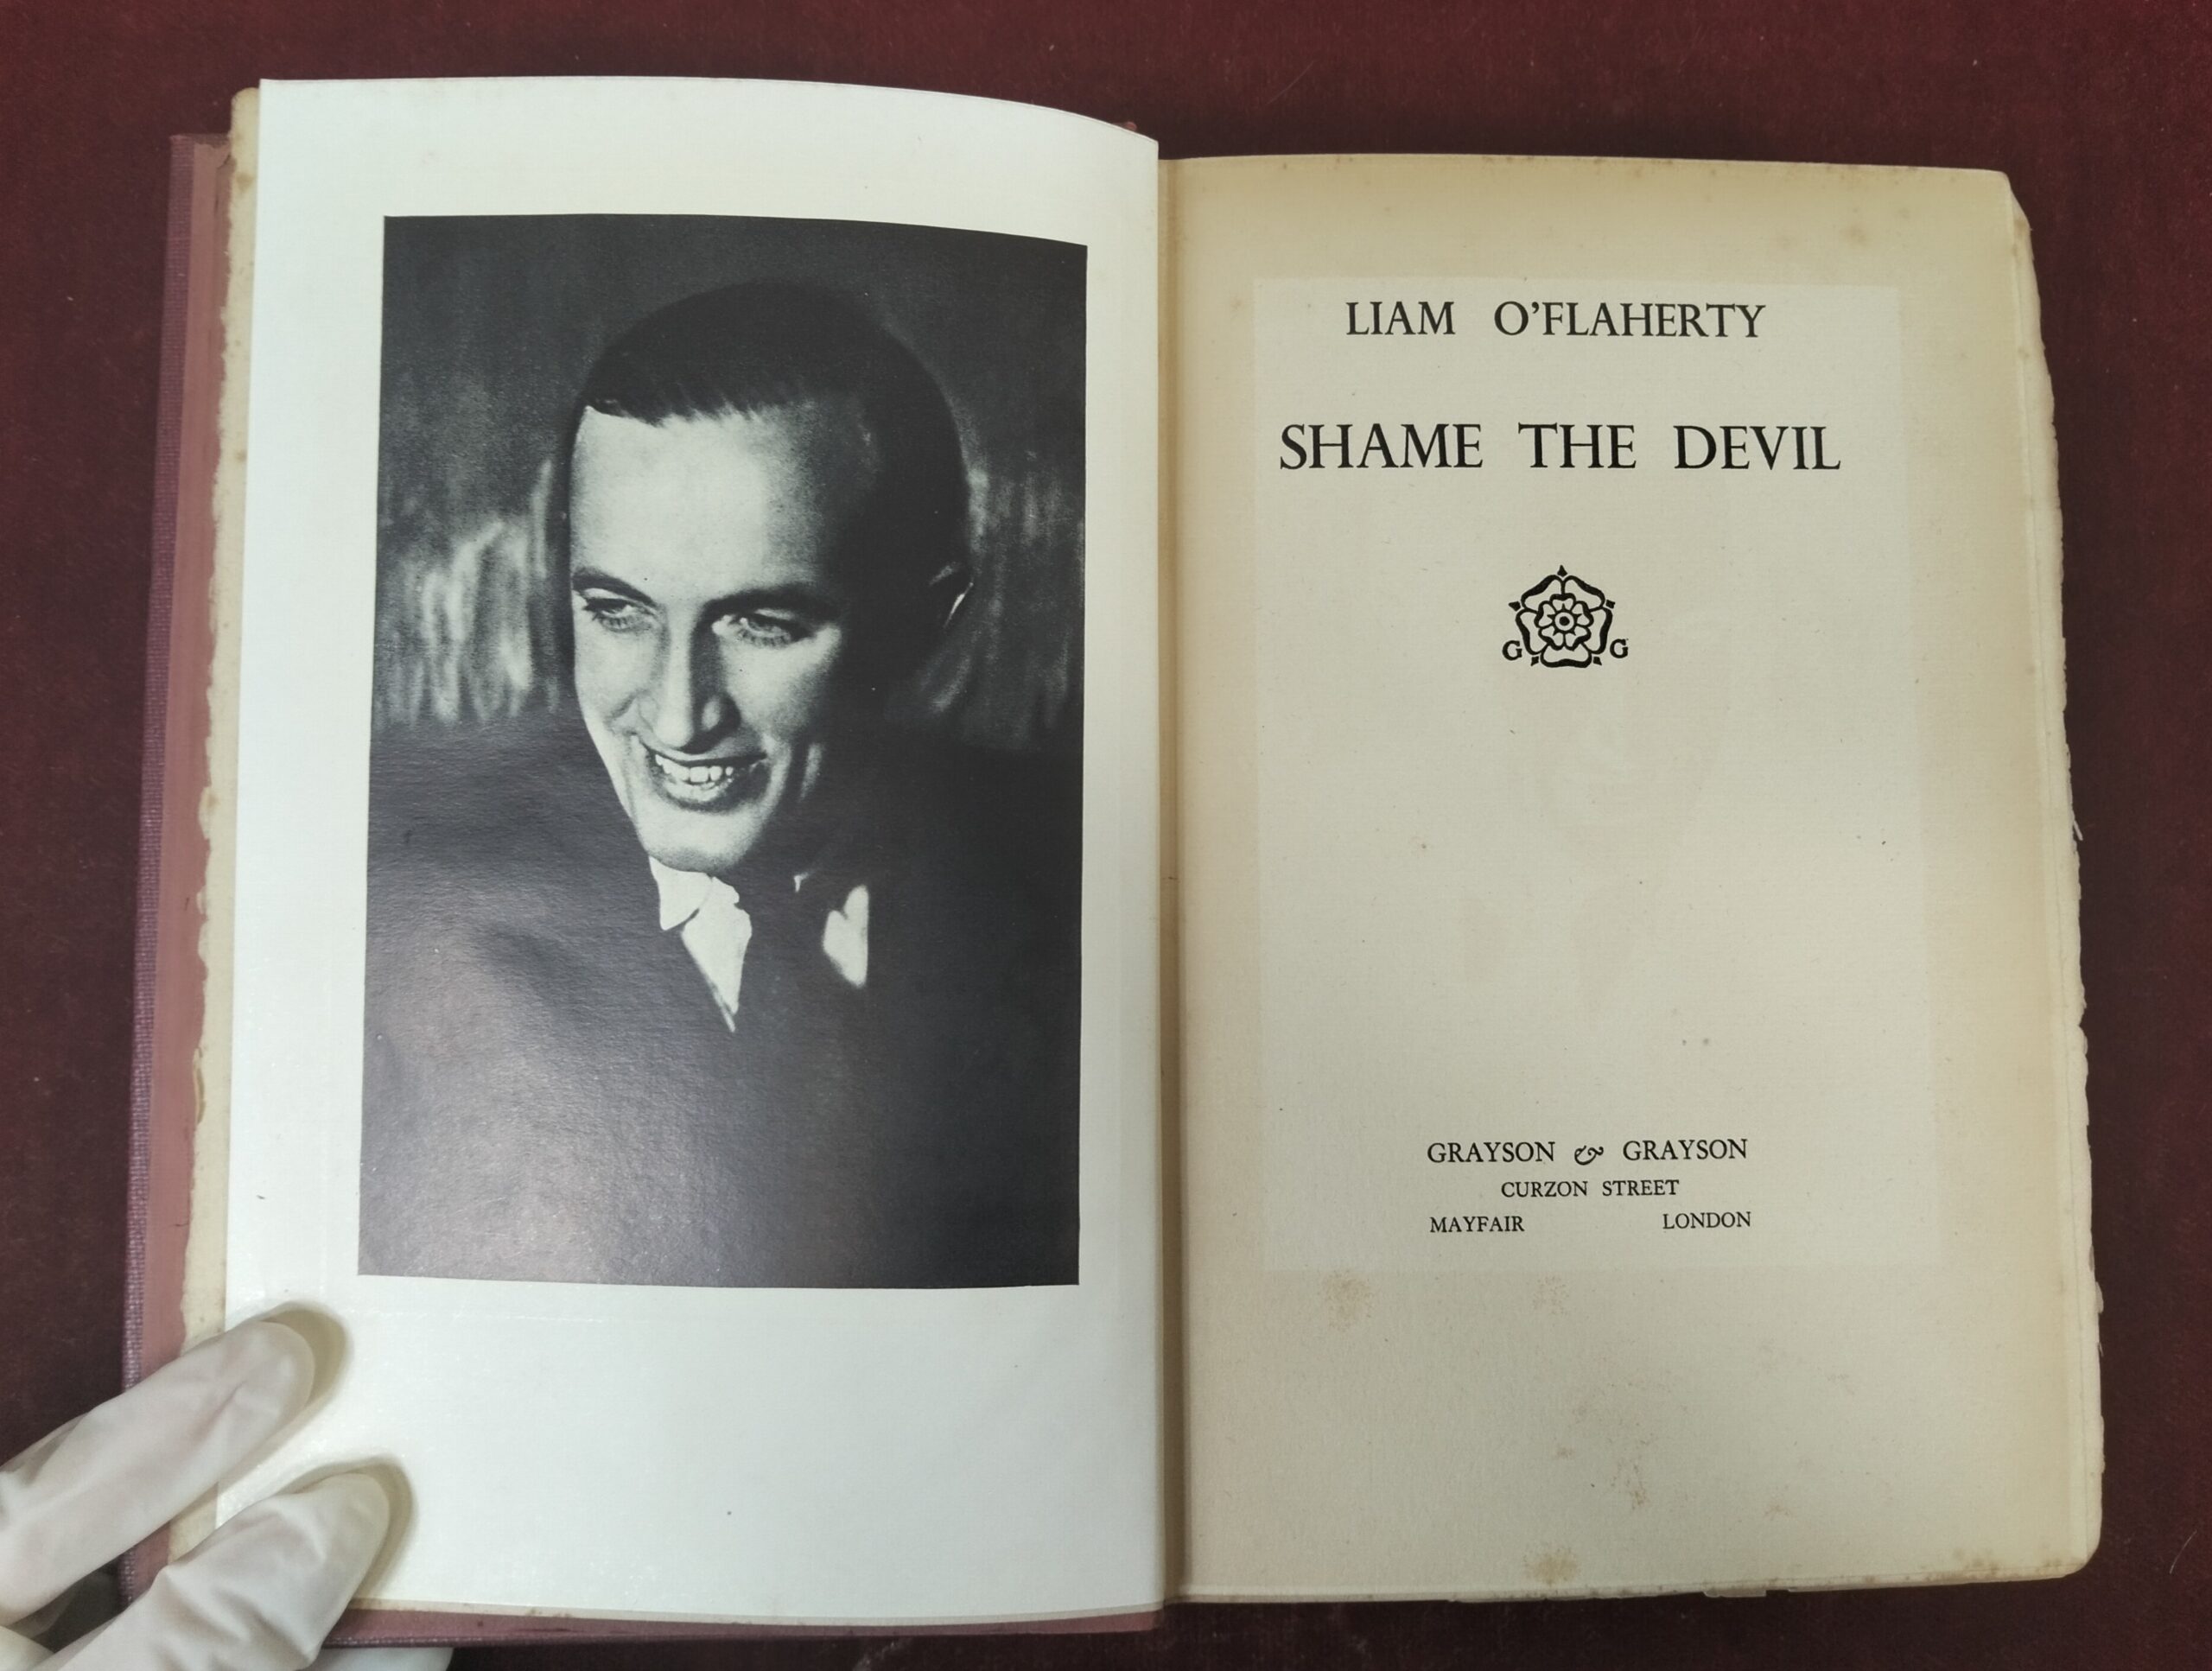 LIAM O'FLAHERTY
SHAME THE DEVIL
G G
GRAYSON & GRAYSON
CURZON STREET
MAYFAIR LONDON